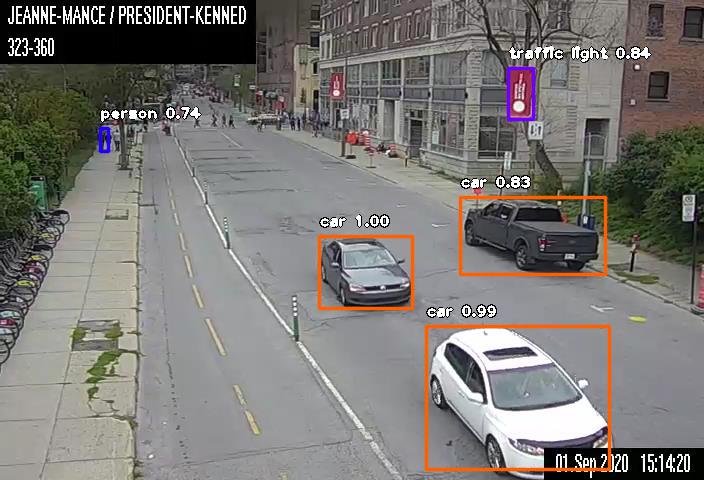 JEANNE-MANCE / PRESIDENT-KENNED
323-360
traffic light 0.84
person 0.74
car 0.83
car 1.00
car 0.99
01.Sep 2020 15:14:20